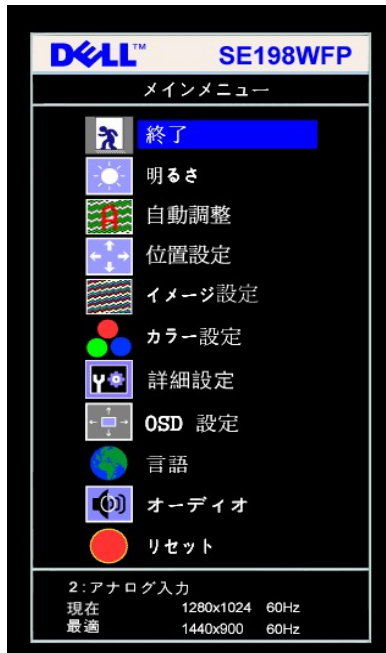 DELL™ SE198WFP
メインメニュー
終了
明るさ
自動調整
位置設定
イメージ設定
カラー設定
詳細設定
OSD 設定
言語
オーディオ
リセット
2:アナログ入力
現在 1280x1024 60Hz
最適 1440x900 60Hz